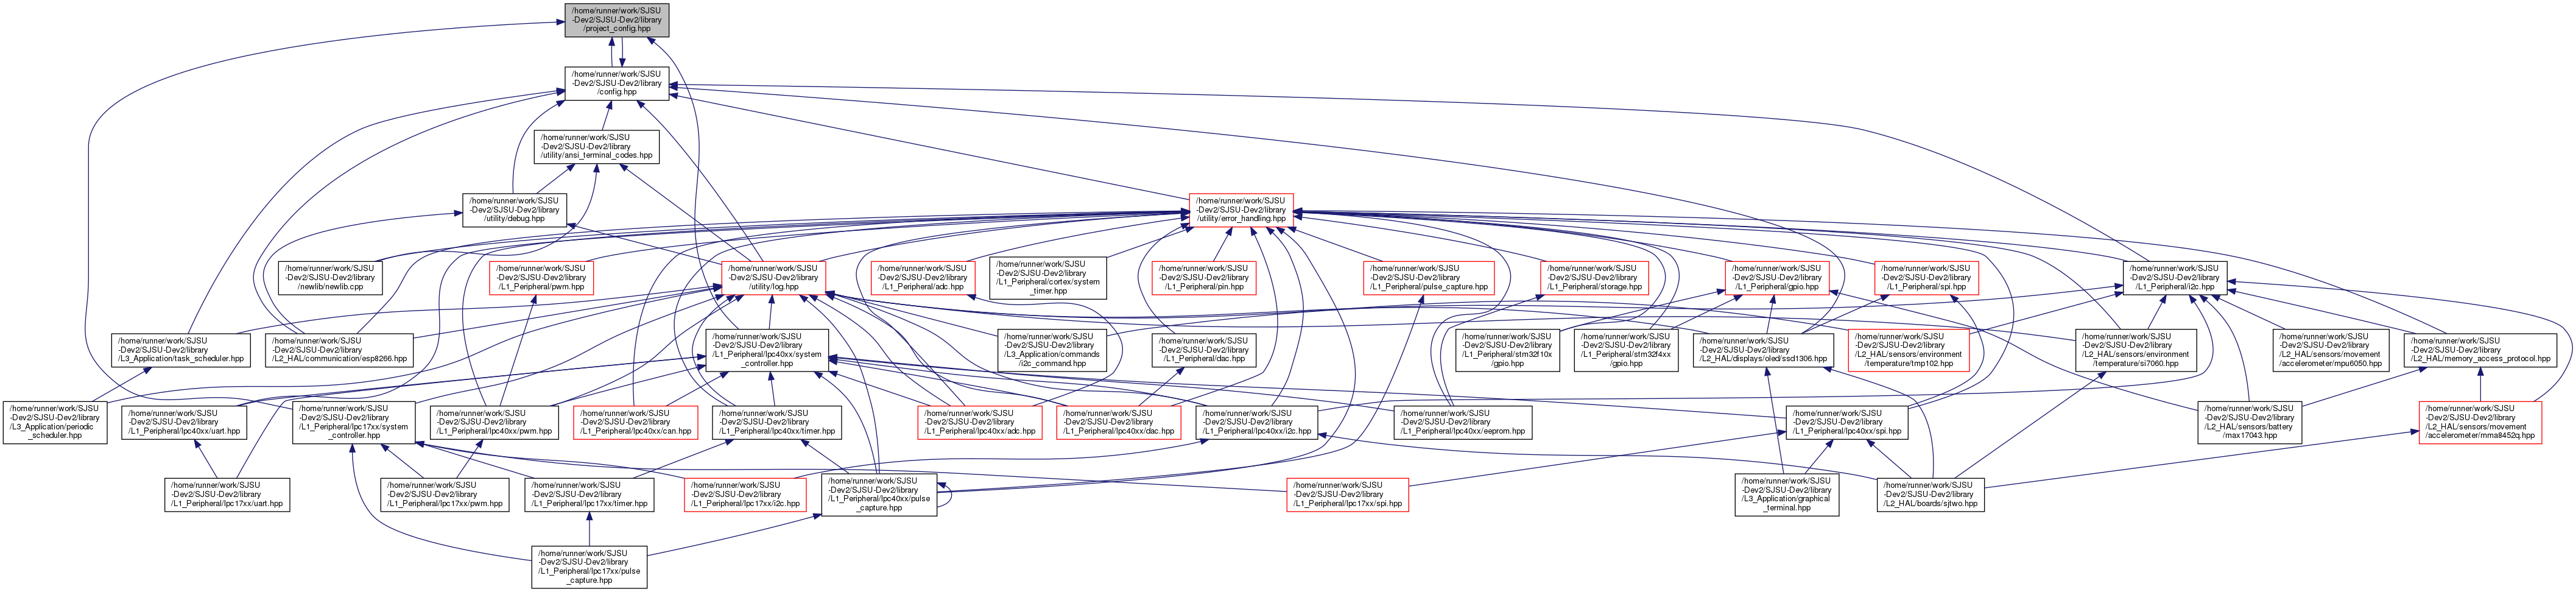 /home/runner/work/SJSU
-Dev2/SJSU-Dev2/library
/project_config.hpp
/home/runner/work/SJSU
-Dev2/SJSU-Dev2/library
/config.hpp
/home/runner/work/SJSU
-Dev2/SJSU-Dev2/library
/utility/ansi_terminal_codes.hpp
/home/runner/work/SJSU
-Dev2/SJSU-Dev2/library
/utility/debug.hpp
/home/runner/work/SJSU
-Dev2/SJSU-Dev2/library
/utility/error_handling.hpp
/home/runner/work/SJSU
-Dev2/SJSU-Dev2/library
/newlib/newlib.cpp
/home/runner/work/SJSU
-Dev2/SJSU-Dev2/library
/L1_Peripheral/pwm.hpp
/home/runner/work/SJSU
-Dev2/SJSU-Dev2/library
/utility/log.hpp
/home/runner/work/SJSU
-Dev2/SJSU-Dev2/library
/L1_Peripheral/adc.hpp
/home/runner/work/SJSU
-Dev2/SJSU-Dev2/library
/L1_Peripheral/cortex/system
_timer.hpp
/home/runner/work/SJSU
-Dev2/SJSU-Dev2/library
/L1_Peripheral/pin.hpp
/home/runner/work/SJSU
-Dev2/SJSU-Dev2/library
/L1_Peripheral/pulse_capture.hpp
/home/runner/work/SJSU
-Dev2/SJSU-Dev2/library
/L1_Peripheral/storage.hpp
/home/runner/work/SJSU
-Dev2/SJSU-Dev2/library
/L1_Peripheral/gpio.hpp
/home/runner/work/SJSU
-Dev2/SJSU-Dev2/library
/L1_Peripheral/spi.hpp
/home/runner/work/SJSU
-Dev2/SJSU-Dev2/library
/L1_Peripheral/i2c.hpp
/home/runner/work/SJSU
-Dev2/SJSU-Dev2/library
/L3_Application/task_scheduler.hpp
/home/runner/work/SJSU
-Dev2/SJSU-Dev2/library
/L2_HAL/communication/esp8266.hpp
/home/runner/work/SJSU
-Dev2/SJSU-Dev2/library
/L1_Peripheral/lpc40xx/system
_controller.hpp
/home/runner/work/SJSU
-Dev2/SJSU-Dev2/library
/L3_Application/commands
/i2c_command.hpp
/home/runner/work/SJSU
-Dev2/SJSU-Dev2/library
/L1_Peripheral/dac.hpp
/home/runner/work/SJSU
-Dev2/SJSU-Dev2/library
/L1_Peripheral/stm32f10x
/gpio.hpp
/home/runner/work/SJSU
-Dev2/SJSU-Dev2/library
/L1_Peripheral/stm32f4xx
/gpio.hpp
/home/runner/work/SJSU
-Dev2/SJSU-Dev2/library
/L2_HAL/displays/oled/ssd1306.hpp
/home/runner/work/SJSU
-Dev2/SJSU-Dev2/library
/L2_HAL/sensors/environment
/temperature/tmp102.hpp
/home/runner/work/SJSU
-Dev2/SJSU-Dev2/library
/L2_HAL/sensors/environment
/temperature/si7060.hpp
/home/runner/work/SJSU
-Dev2/SJSU-Dev2/library
/L2_HAL/sensors/movement
/accelerometer/mpu6050.hpp
/home/runner/work/SJSU
-Dev2/SJSU-Dev2/library
/L2_HAL/memory_access_protocol.hpp
/home/runner/work/SJSU
-Dev2/SJSU-Dev2/library
/L3_Application/periodic
_scheduler.hpp
/home/runner/work/SJSU
-Dev2/SJSU-Dev2/library
/L1_Peripheral/lpc40xx/uart.hpp
/home/runner/work/SJSU
-Dev2/SJSU-Dev2/library
/L1_Peripheral/lpc17xx/system
_controller.hpp
/home/runner/work/SJSU
-Dev2/SJSU-Dev2/library
/L1_Peripheral/lpc40xx/pwm.hpp
/home/runner/work/SJSU
-Dev2/SJSU-Dev2/library
/L1_Peripheral/lpc40xx/can.hpp
/home/runner/work/SJSU
-Dev2/SJSU-Dev2/library
/L1_Peripheral/lpc40xx/timer.hpp
/home/runner/work/SJSU
-Dev2/SJSU-Dev2/library
/L1_Peripheral/lpc40xx/adc.hpp
/home/runner/work/SJSU
-Dev2/SJSU-Dev2/library
/L1_Peripheral/lpc40xx/dac.hpp
/home/runner/work/SJSU
-Dev2/SJSU-Dev2/library
/L1_Peripheral/lpc40xx/i2c.hpp
/home/runner/work/SJSU
-Dev2/SJSU-Dev2/library
/L1_Peripheral/lpc40xx/eeprom.hpp
/home/runner/work/SJSU
-Dev2/SJSU-Dev2/library
/L1_Peripheral/lpc40xx/spi.hpp
/home/runner/work/SJSU
-Dev2/SJSU-Dev2/library
/L2_HAL/sensors/battery
/max17043.hpp
/home/runner/work/SJSU
-Dev2/SJSU-Dev2/library
/L2_HAL/sensors/movement
/accelerometer/mma8452q.hpp
/home/runner/work/SJSU
-Dev2/SJSU-Dev2/library
/L1_Peripheral/lpc17xx/uart.hpp
/home/runner/work/SJSU
-Dev2/SJSU-Dev2/library
/L1_Peripheral/lpc17xx/pwm.hpp
/home/runner/work/SJSU
-Dev2/SJSU-Dev2/library
/L1_Peripheral/lpc17xx/timer.hpp
/home/runner/work/SJSU
-Dev2/SJSU-Dev2/library
/L1_Peripheral/lpc17xx/i2c.hpp
/home/runner/work/SJSU
-Dev2/SJSU-Dev2/library
/L1_Peripheral/lpc40xx/pulse
_capture.hpp
/home/runner/work/SJSU
-Dev2/SJSU-Dev2/library
/L1_Peripheral/lpc17xx/spi.hpp
/home/runner/work/SJSU
-Dev2/SJSU-Dev2/library
/L3_Application/graphical
_terminal.hpp
/home/runner/work/SJSU
-Dev2/SJSU-Dev2/library
/L2_HAL/boards/sjtwo.hpp
/home/runner/work/SJSU
-Dev2/SJSU-Dev2/library
/L1_Peripheral/lpc17xx/pulse
_capture.hpp